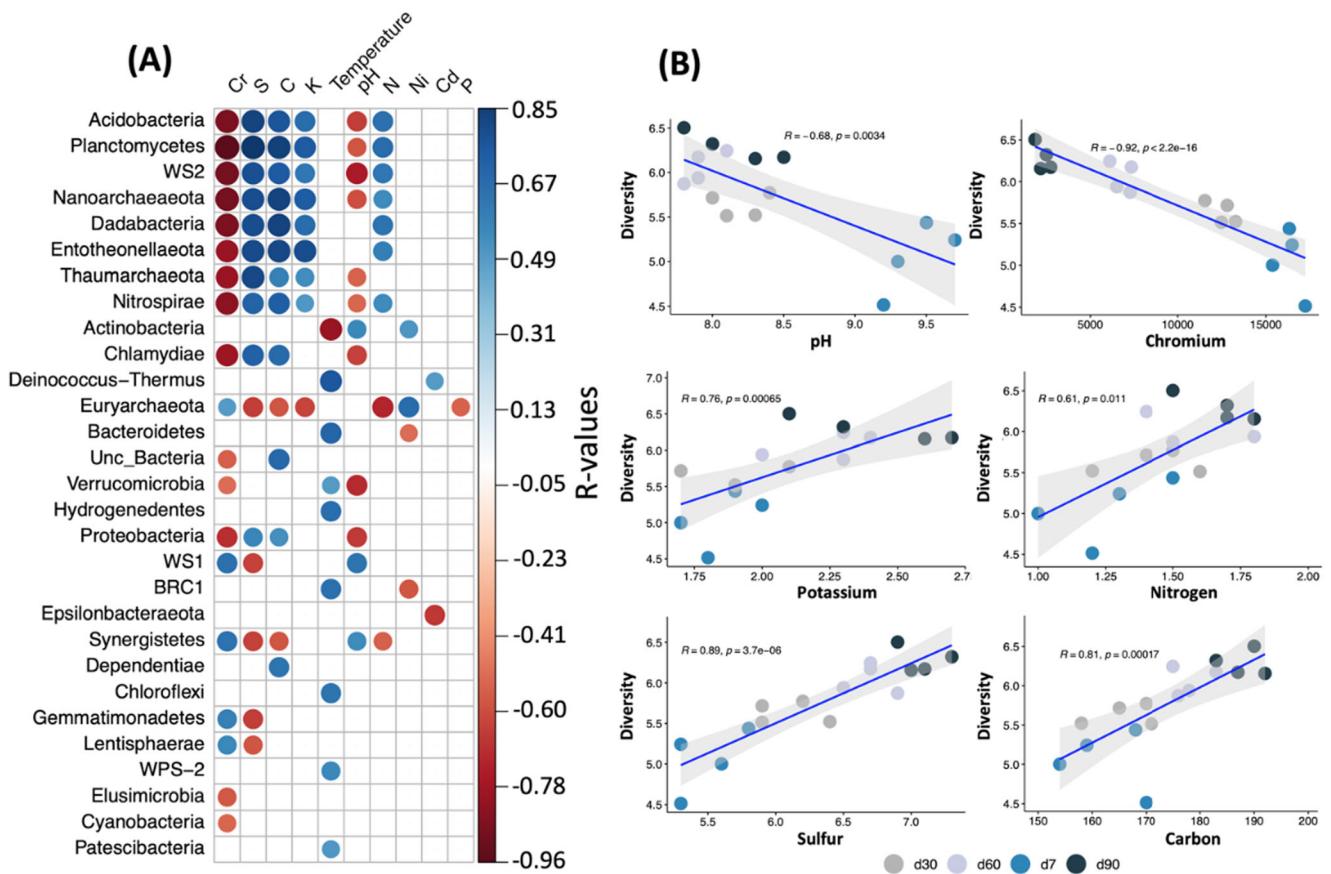 (A)
Cr S C K Temperature pH N Ni Cd P
Acidobacteria
Planctomycetes
WS2
Nanoarchaeaeota
Dadabacteria
Entotheonellaeota
Thaumarchaeota
Nitrospirae
Actinobacteria
Chlamydiae
Deinococcus−Thermus
Euryarchaeota
Bacteroidetes
Unc_Bacteria
Verrucomicrobia
Hydrogenedentes
Proteobacteria
WS1
BRC1
Epsilonbacteraeota
Synergistetes
Dependentiae
Chloroflexi
Gemmatimonadetes
Lentisphaerae
WPS−2
Elusimicrobia
Cyanobacteria
Patescibacteria
0.85
0.67
0.49
0.31
0.13
-0.05
-0.23
-0.41
-0.60
-0.78
-0.96
R-values
(B)
R = −0.68, p = 0.0034
Diversity
6.5
6.0
5.5
5.0
4.5
8.0 8.5 9.0 9.5
pH
R = −0.92, p < 2.2e−16
Diversity
6.5
6.0
5.5
5.0
4.5
5000 10000 15000
Chromium
R = 0.76, p = 0.00065
Diversity
7.0
6.5
6.0
5.5
5.0
4.5
1.75 2.00 2.25 2.50 2.7
Potassium
R = 0.61, p = 0.011
Diversity
6.5
6.0
5.5
5.0
4.5
1.00 1.25 1.50 1.75 2.00
Nitrogen
R = 0.89, p = 3.7e−06
Diversity
6.5
6.0
5.5
5.0
4.5
5.5 6.0 6.5 7.0
Sulfur
R = 0.81, p = 0.00017
Diversity
6.5
6.0
5.5
5.0
4.5
150 160 170 180 190 200
Carbon
d30 d60 d7 d90